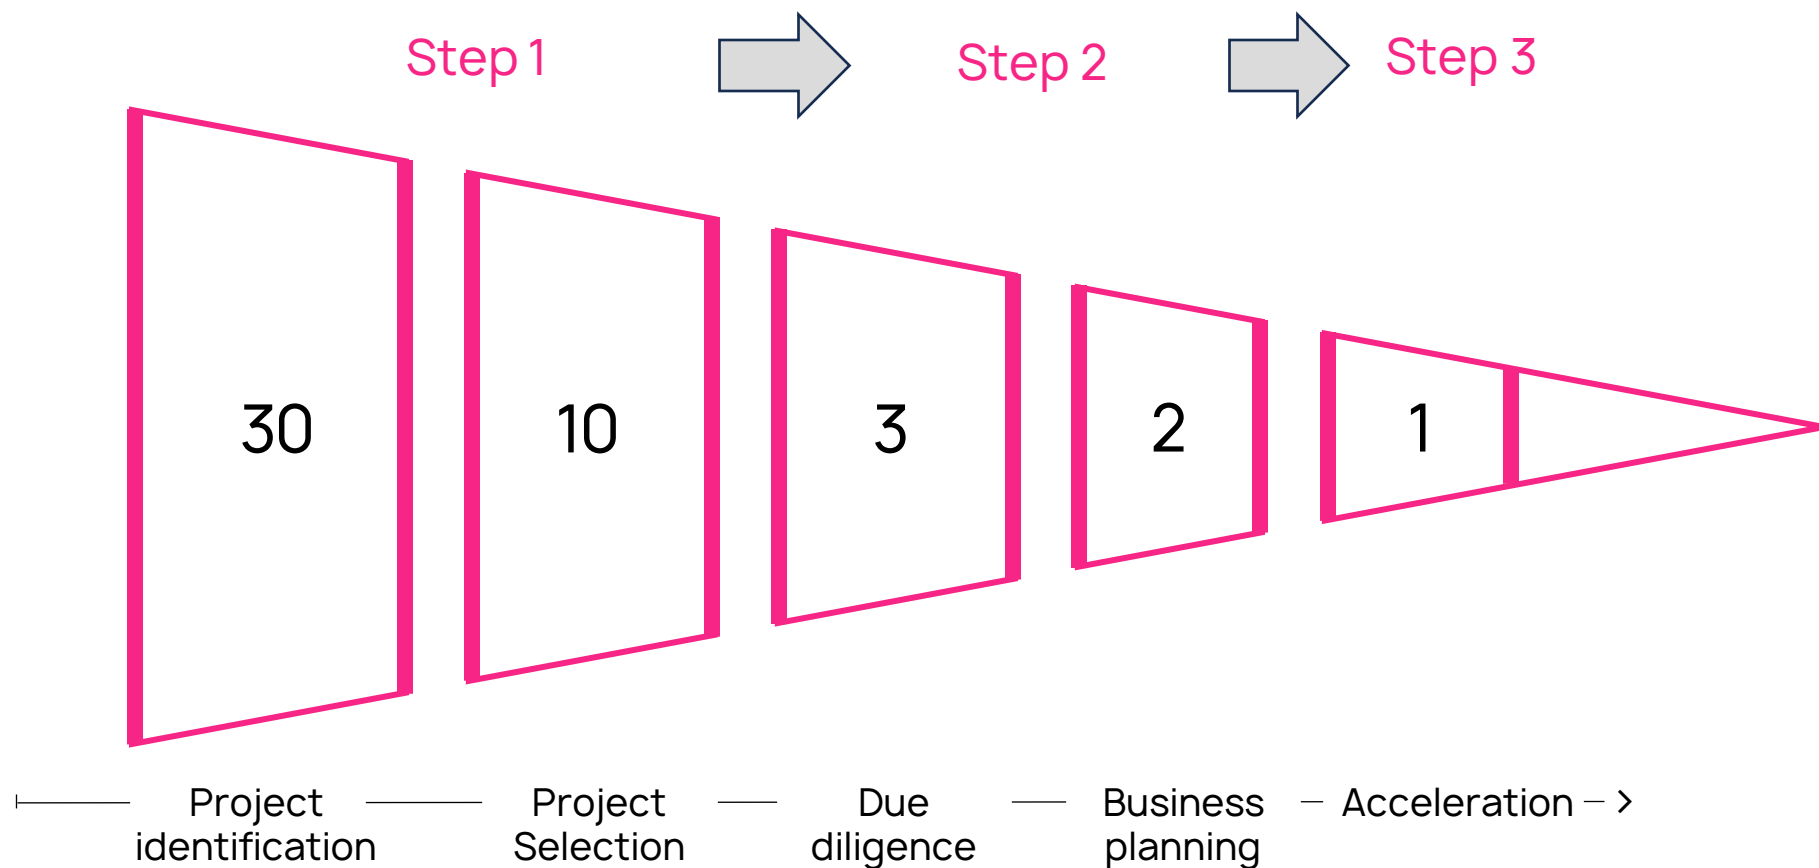 Step 1
Step 2
Step 3
30
10
3
2
1
Project
identification
Project
Selection
Due
diligence
Business
planning
Acceleration